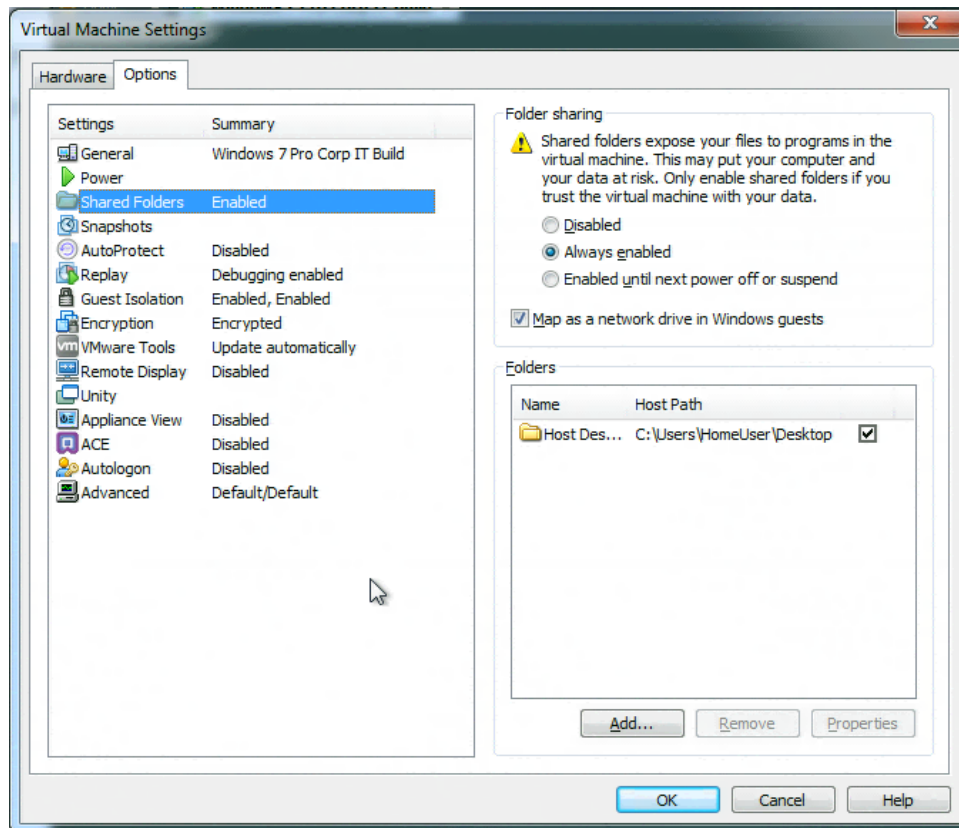 Virtual Machine Settings
Hardware Options
Settings Summary
General Windows 7 Pro Corp IT Build
Power
Shared Folders Enabled
Snapshots
AutoProtect Disabled
Replay Debugging enabled
Guest Isolation Enabled, Enabled
Encryption Encrypted
vm VMware Tools Update automatically
Remote Display Disabled
Unity
Appliance View Disabled
ACE Disabled
Autologon Disabled
Advanced Default/Default
Folder sharing
Shared folders expose your files to programs in the
virtual machine. This may put your computer and
your data at risk. Only enable shared folders if you
trust the virtual machine with your data.
Disabled
Always enabled
Enabled until next power off or suspend
Map as a network drive in Windows guests
Folders
Name Host Path
Host Des... C:\Users\HomeUser\Desktop
Add... Remove Properties
OK Cancel Help